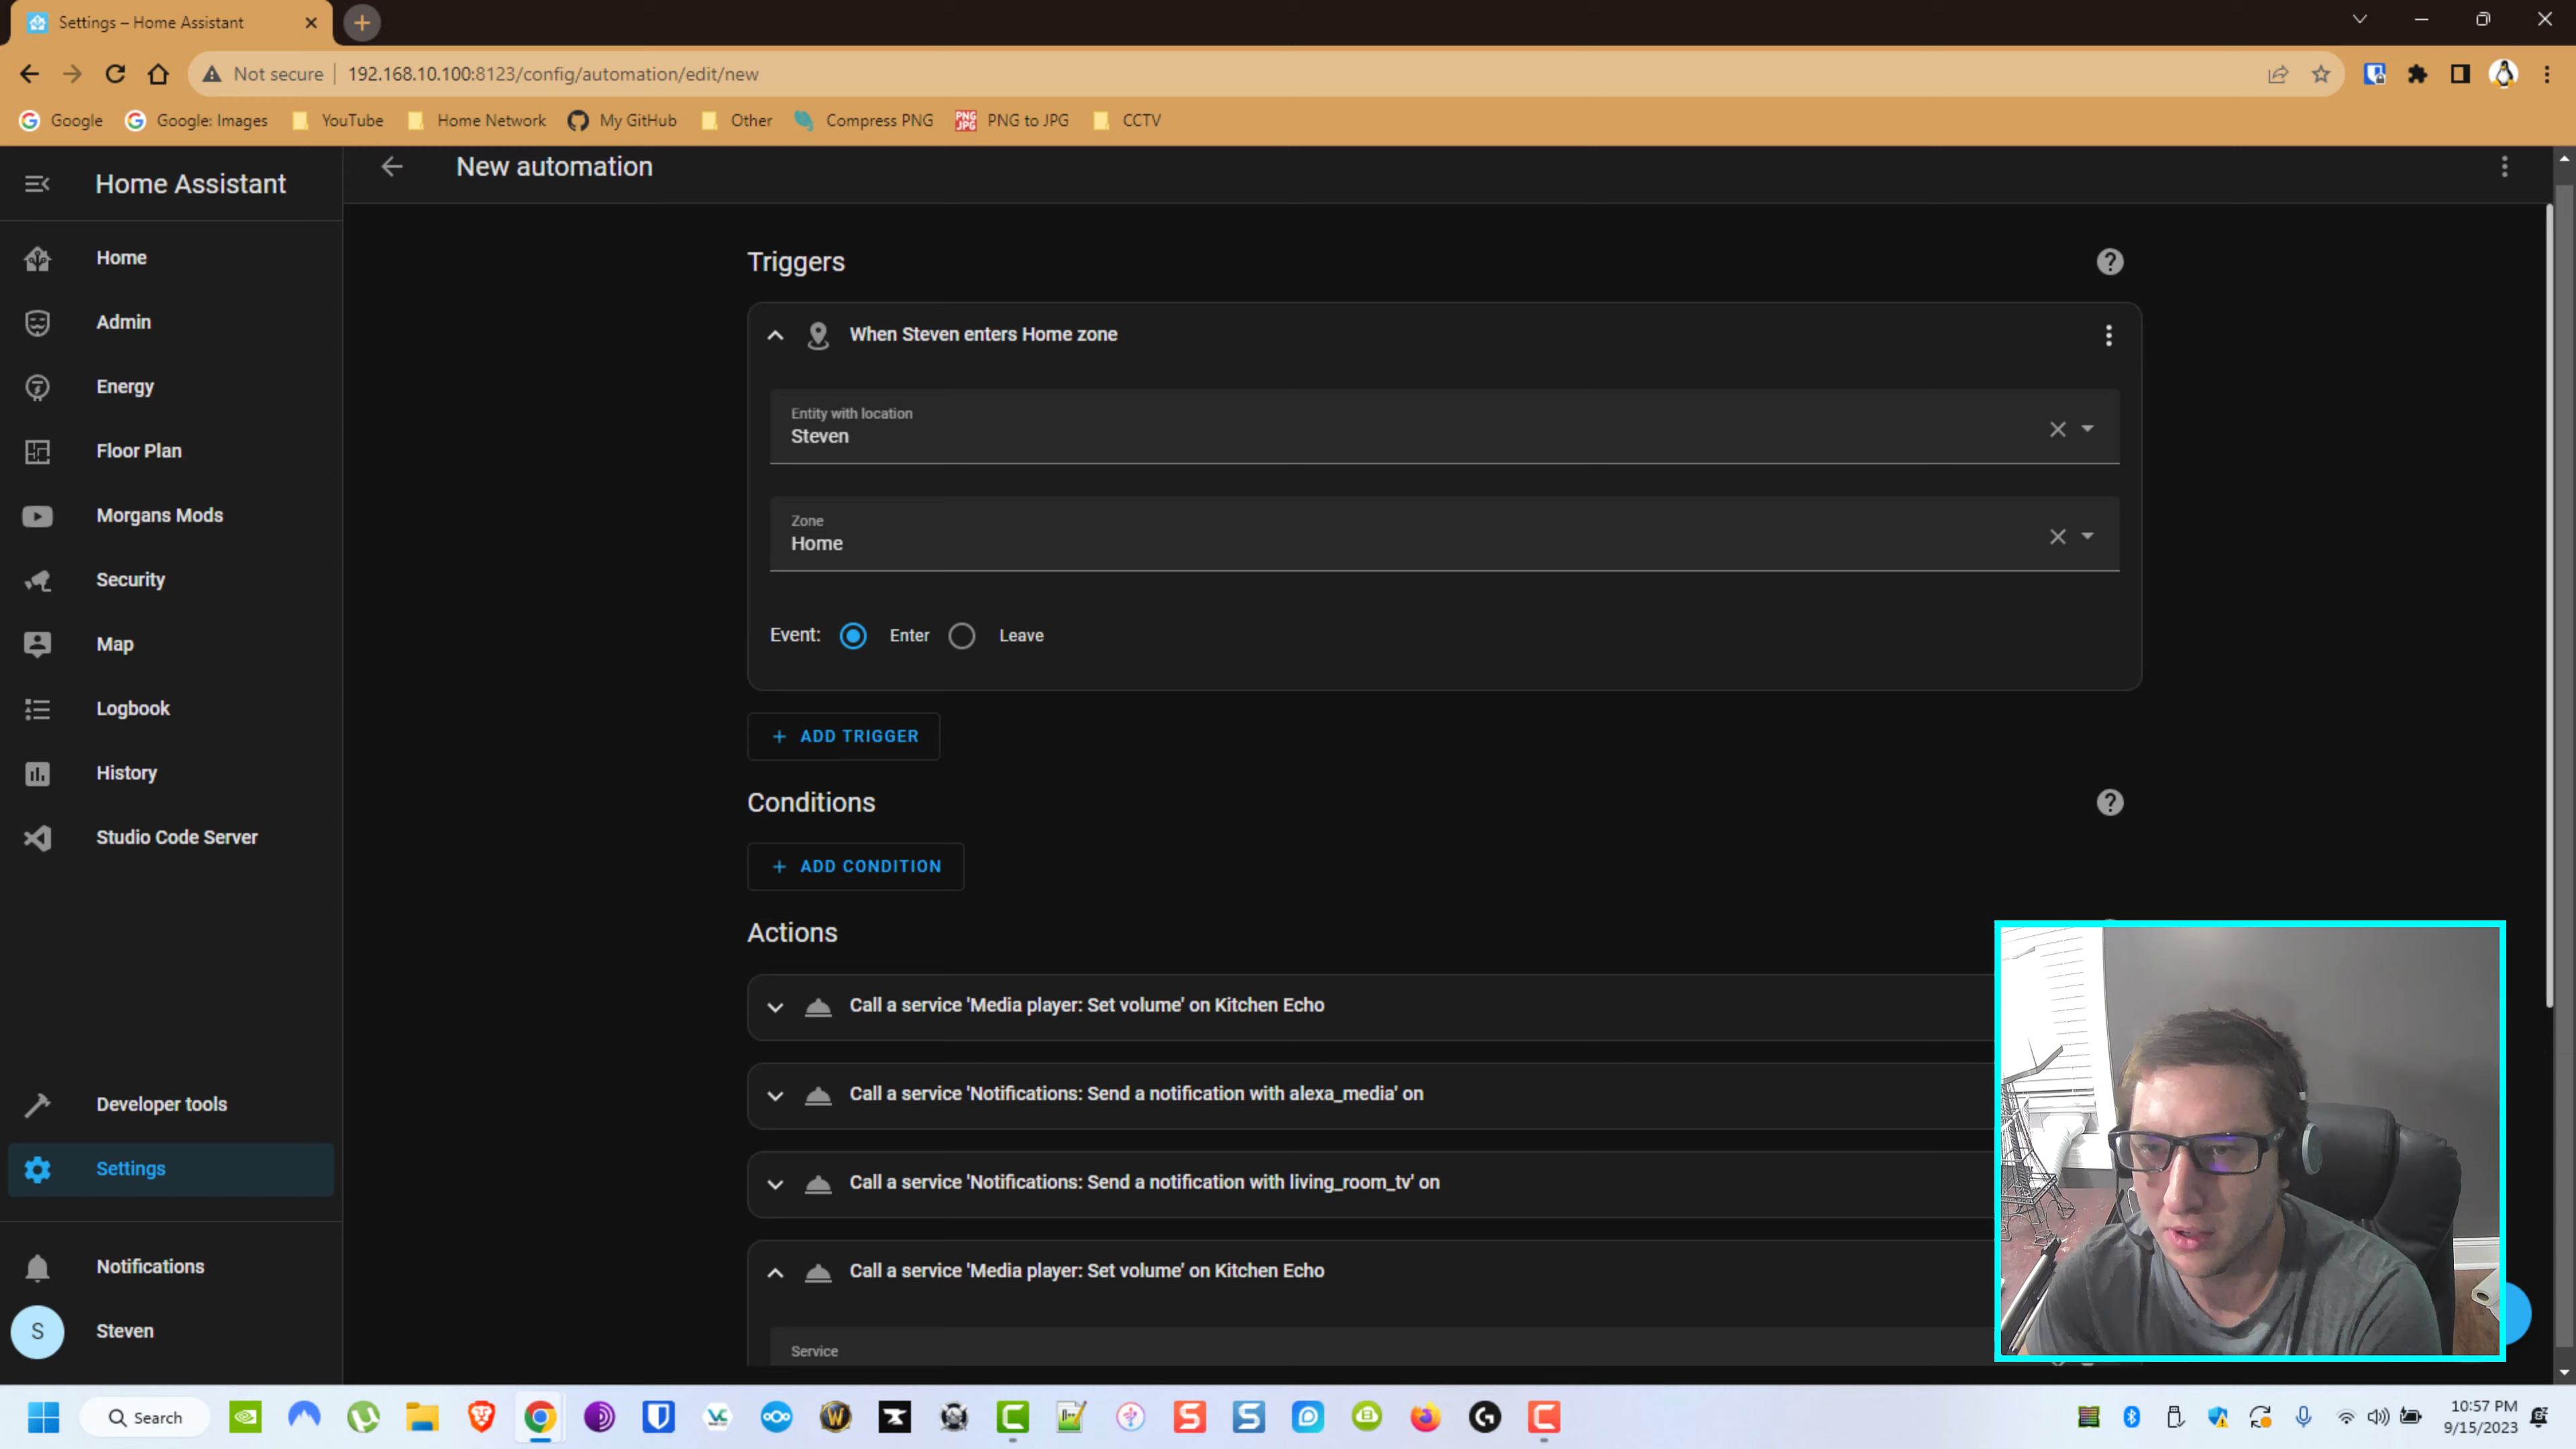 Settings – Home Assistant
Not secure
192.168.10.100:8123/config/automation/edit/new
Google
Google: Images
YouTube
Home Network
My GitHub
Other
Compress PNG
PNG to JPG
CCTV
Home Assistant
New automation
Home
Admin
Energy
Floor Plan
Morgans Mods
Security
Map
Logbook
History
Studio Code Server
Developer tools
Settings
Notifications
S
Steven
Triggers
When Steven enters Home zone
Entity with location
Steven
Zone
Home
Event:
Enter
Leave
+ ADD TRIGGER
Conditions
+ ADD CONDITION
Actions
Call a service 'Media player: Set volume' on Kitchen Echo
Call a service 'Notifications: Send a notification with alexa_media' on
Call a service 'Notifications: Send a notification with living_room_tv' on
Call a service 'Media player: Set volume' on Kitchen Echo
Service
Search
10:57 PM
9/15/2023